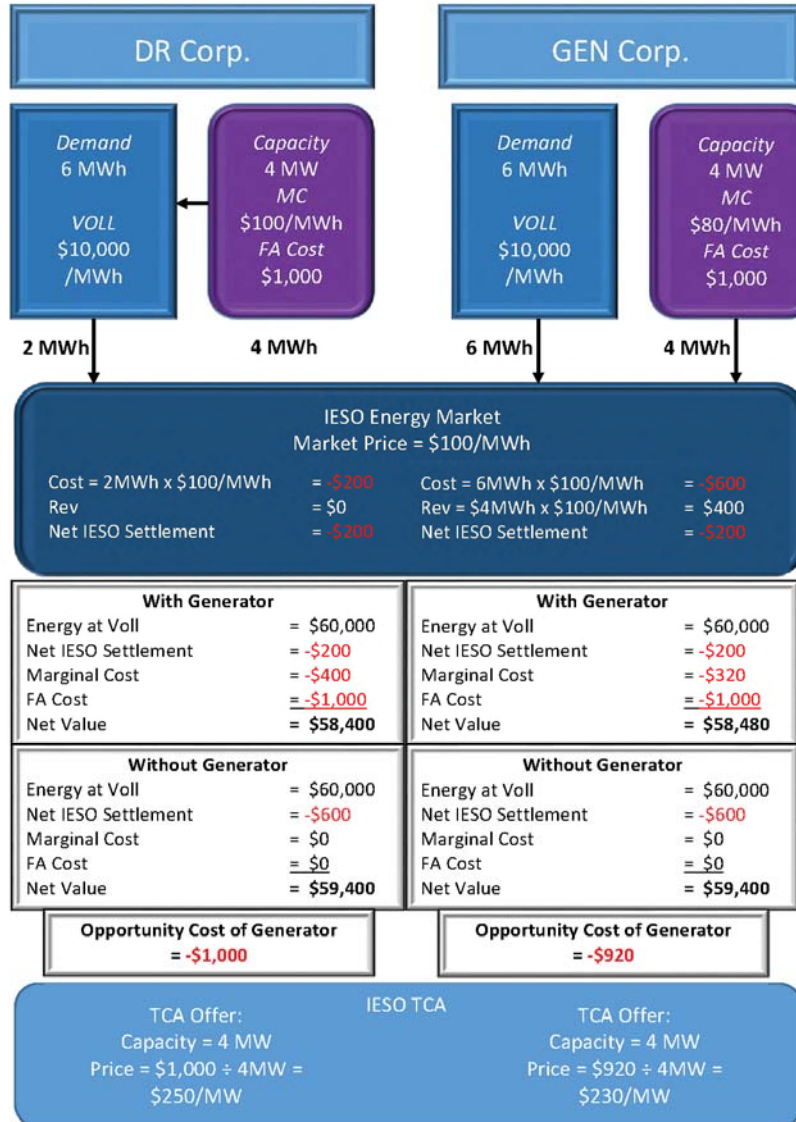 DR Corp.
GEN Corp.
Demand
6 MWh
VOLL
$10,000
/MWh
Capacity
4 MW
MC
$100/MWh
FA Cost
$1,000
Demand
6 MWh
VOLL
$10,000
/MWh
Capacity
4 MW
MC
$80/MWh
FA Cost
$1,000
2 MWh
4 MWh
6 MWh
4 MWh
IESO Energy Market
Market Price = $100/MWh
Cost = 2MWh x $100/MWh = -$200
Rev = $0
Net IESO Settlement = -$200
Cost = 6MWh x $100/MWh = -$600
Rev = $4MWh x $100/MWh = $400
Net IESO Settlement = -$200
With Generator
Energy at Voll = $60,000
Net IESO Settlement = -$200
Marginal Cost = -$400
FA Cost = -$1,000
Net Value = $58,400
With Generator
Energy at Voll = $60,000
Net IESO Settlement = -$200
Marginal Cost = -$320
FA Cost = -$1,000
Net Value = $58,480
Without Generator
Energy at Voll = $60,000
Net IESO Settlement = -$600
Marginal Cost = $0
FA Cost = $0
Net Value = $59,400
Without Generator
Energy at Voll = $60,000
Net IESO Settlement = -$600
Marginal Cost = $0
FA Cost = $0
Net Value = $59,400
Opportunity Cost of Generator
= -$1,000
Opportunity Cost of Generator
= -$920
IESO TCA
TCA Offer:
Capacity = 4 MW
Price = $1,000 ÷ 4MW =
$250/MW
TCA Offer:
Capacity = 4 MW
Price = $920 ÷ 4MW =
$230/MW